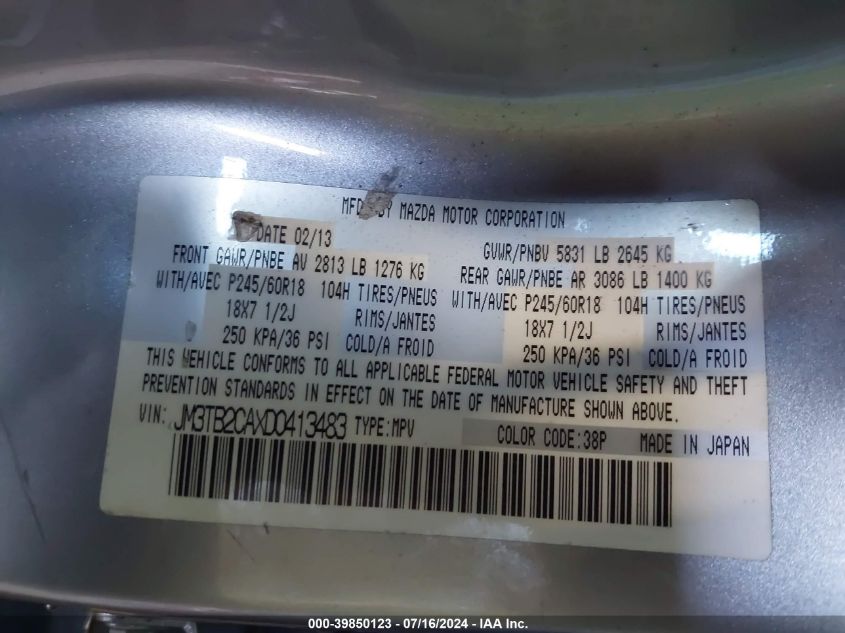 MFD. BY MAZDA MOTOR CORPORATION
DATE 02/13 GVWR/PNBV 5831 LB 2645 KG
FRONT GAWR/PNBE AV 2813 LB 1276 KG REAR GAWR/PNBE AR 3086 LB 1400 KG
WITH/AVEC P245/60R18 104H TIRES/PNEUS WITH/AVEC P245/60R18 104H TIRES/PNEUS
18X7 1/2J RIMS/JANTES 18X7 1/2J RIMS/JANTES
250 KPA/36 PSI COLD/A FROID 250 KPA/36 PSI COLD/A FROID
THIS VEHICLE CONFORMS TO ALL APPLICABLE FEDERAL MOTOR VEHICLE SAFETY AND THEFT
PREVENTION STANDARDS IN EFFECT ON THE DATE OF MANUFACTURE SHOWN ABOVE.
VIN: JM3TB2CAXD0413483 TYPE:MPV COLOR CODE:38P MADE IN JAPAN
000-39850123 - 07/16/2024 - IAA Inc.